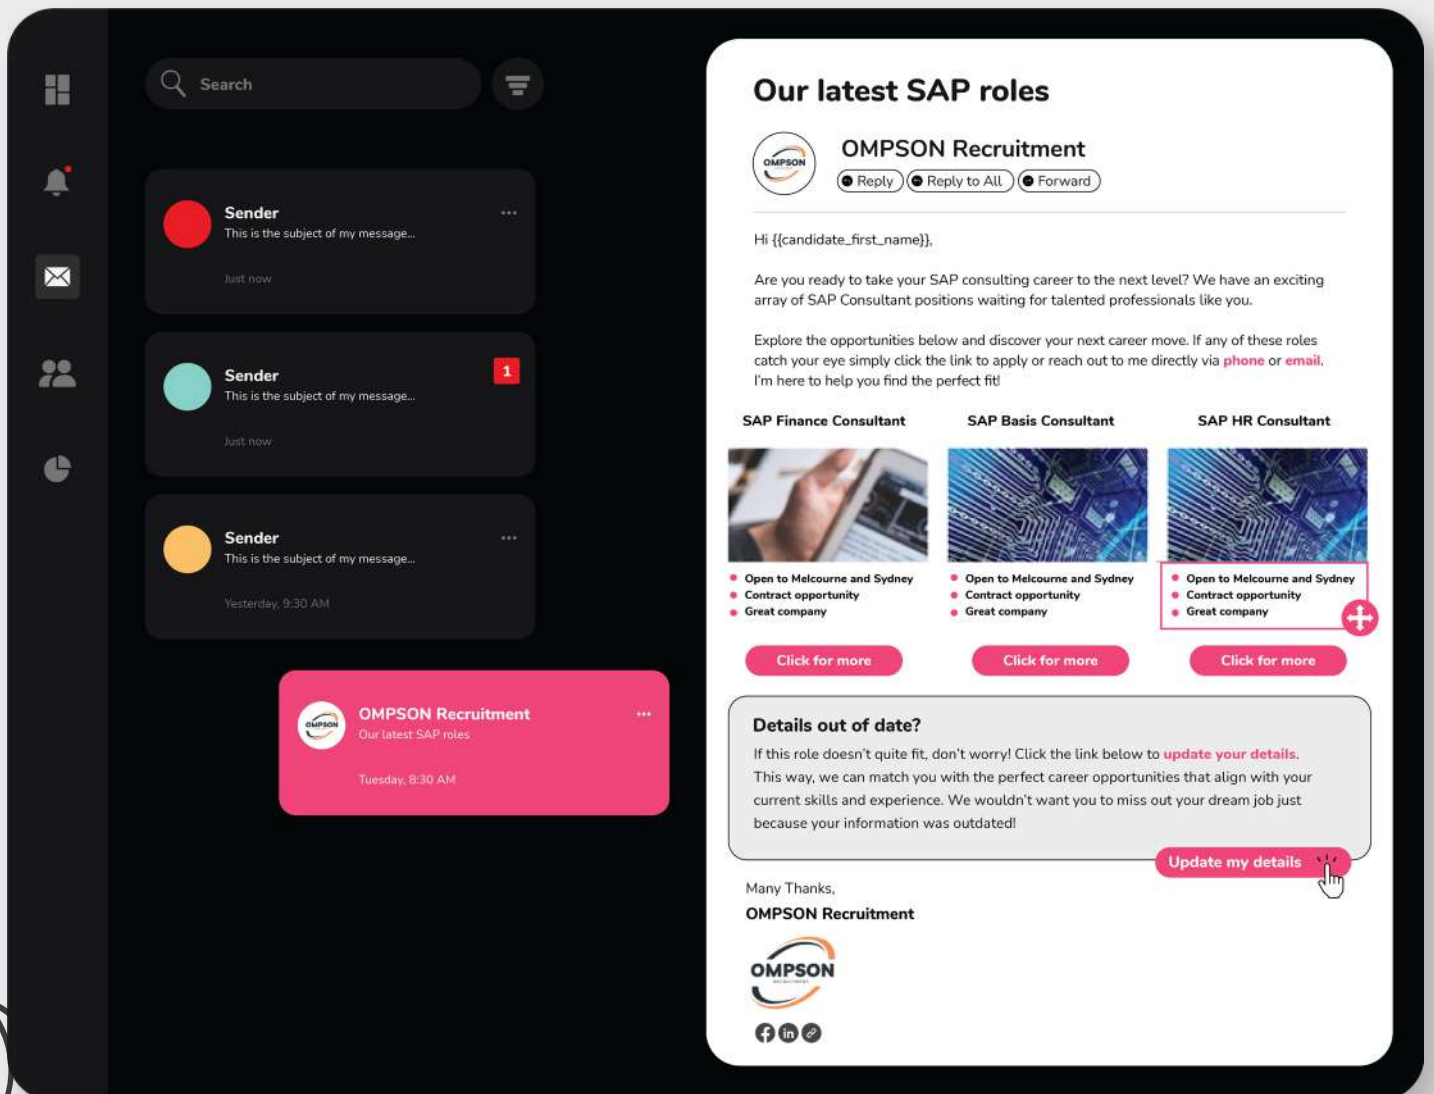 Search
Sender
This is the subject of my message...
Just now
Sender
1
This is the subject of my message...
Just now
Sender
This is the subject of my message...
Yesterday, 9:30 AM
OMPSON
OMPSON Recruitment
Our latest SAP roles
Tuesday, 8:30 AM
Our latest SAP roles
OMPSON
OMPSON Recruitment
Reply Reply to All Forward
Hi {{candidate_first_name}},
Are you ready to take your SAP consulting career to the next level? We have an exciting
array of SAP Consultant positions waiting for talented professionals like you.
Explore the opportunities below and discover your next career move. If any of these roles
catch your eye simply click the link to apply or reach out to me directly via phone or email.
I'm here to help you find the perfect fit!
SAP Finance Consultant SAP Basis Consultant SAP HR Consultant
Open to Melcourne and Sydney Open to Melcourne and Sydney Open to Melcourne and Sydney
Contract opportunity Contract opportunity Contract opportunity
Great company Great company Great company
Click for more Click for more Click for more
Details out of date?
If this role doesn't quite fit, don't worry! Click the link below to update your details.
This way, we can match you with the perfect career opportunities that align with your
current skills and experience. We wouldn't want you to miss out your dream job just
because your information was outdated!
Update my details
Many Thanks,
OMPSON Recruitment
OMPSON
RECRUITMENT